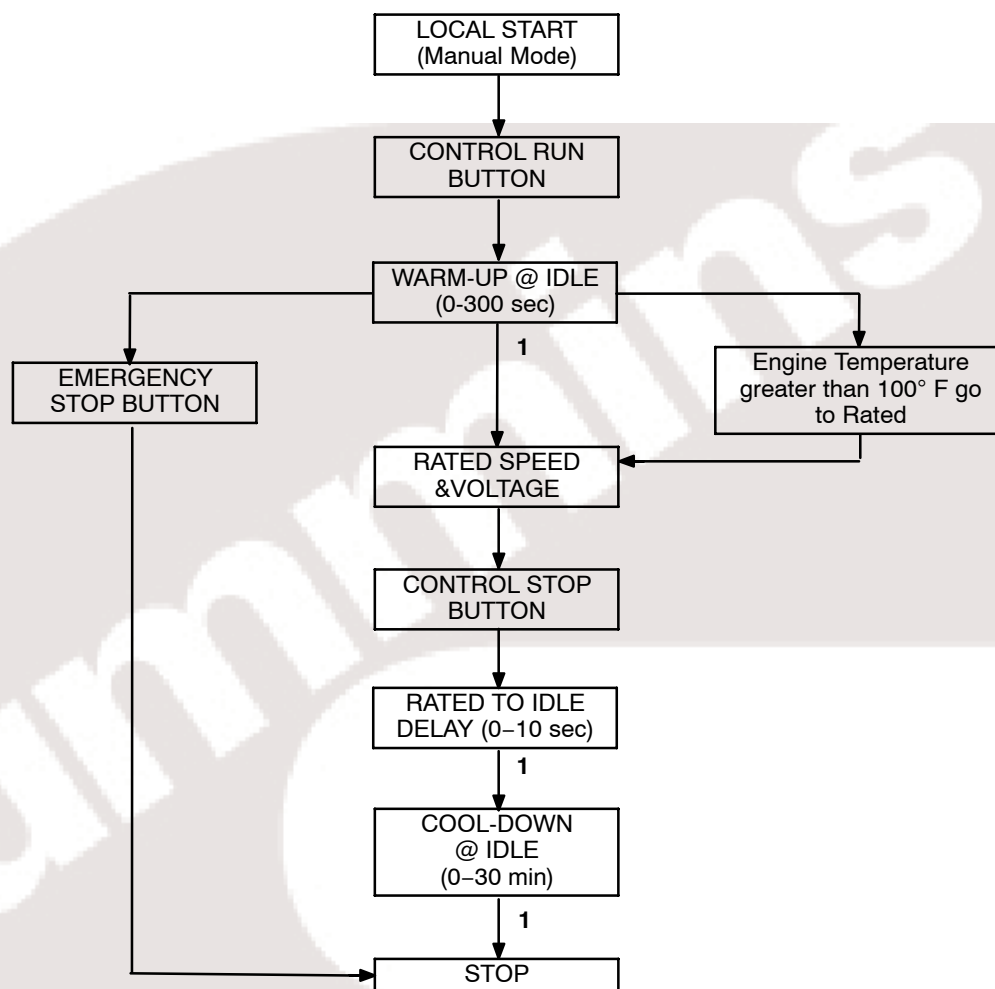 LOCAL START
(Manual Mode)
CONTROL RUN
BUTTON
WARM-UP @ IDLE
(0-300 sec)
1
EMERGENCY
STOP BUTTON
Engine Temperature
greater than 100° F go
to Rated
RATED SPEED
&VOLTAGE
CONTROL STOP
BUTTON
RATED TO IDLE
DELAY (0–10 sec)
1
COOL-DOWN
@ IDLE
(0–30 min)
1
STOP
ummins